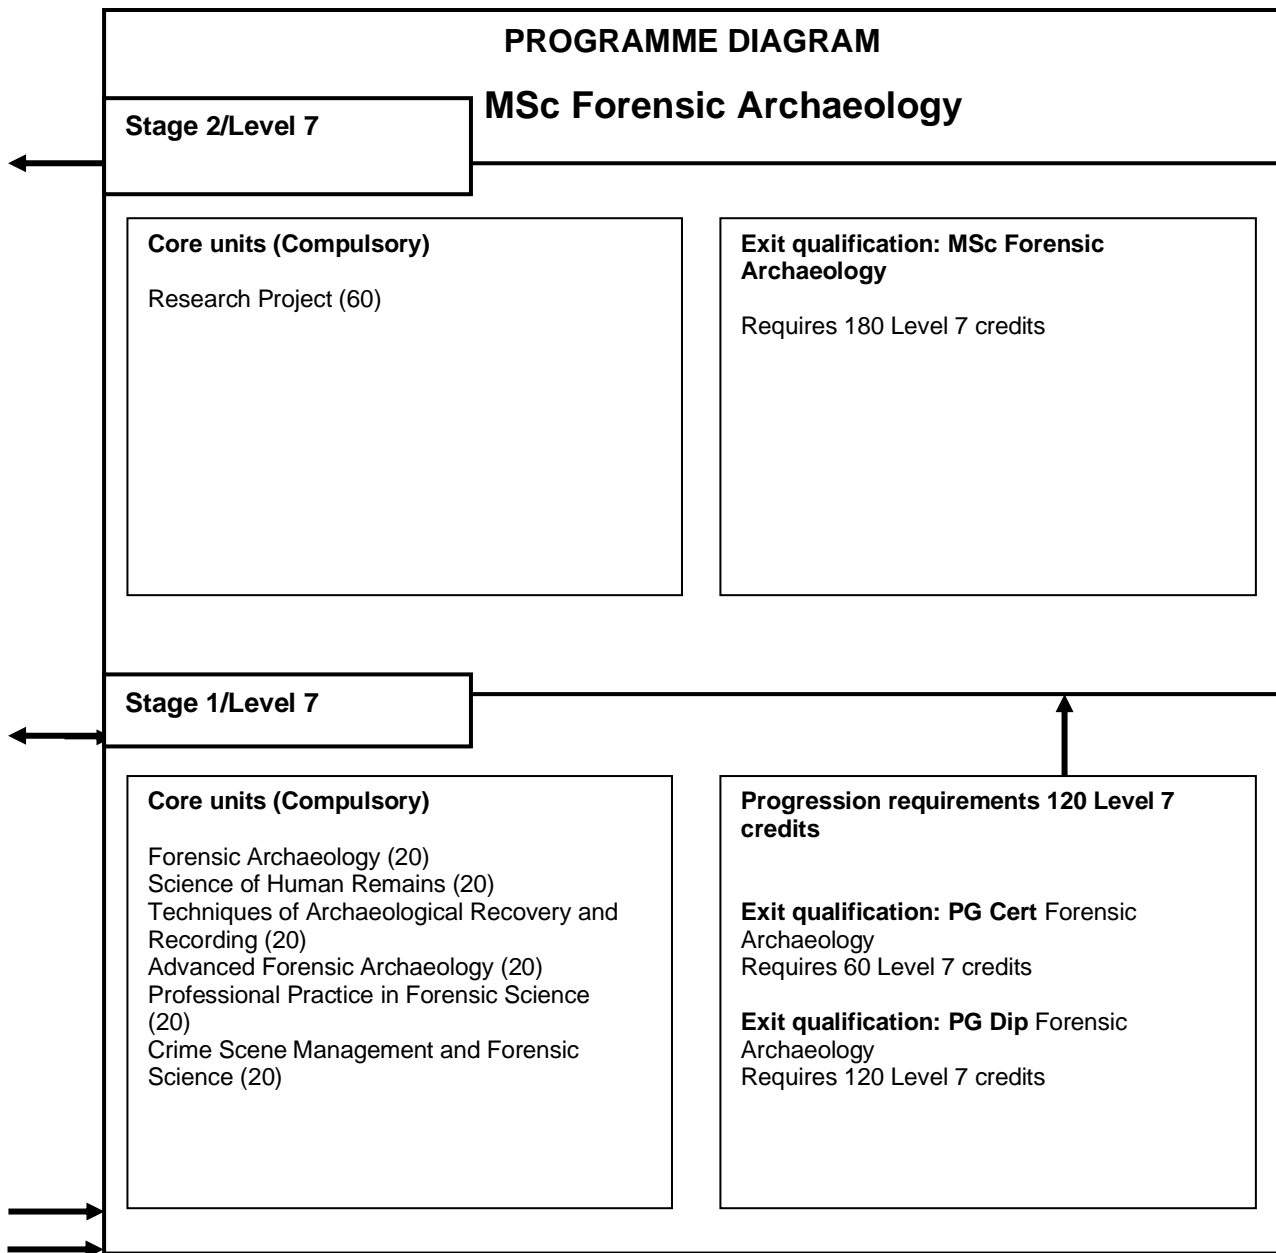 PROGRAMME DIAGRAM
MSc Forensic Archaeology
Stage 2/Level 7
Core units (Compulsory)
Research Project (60)
Exit qualification: MSc Forensic
Archaeology
Requires 180 Level 7 credits
Stage 1/Level 7
Core units (Compulsory)
Forensic Archaeology (20)
Science of Human Remains (20)
Techniques of Archaeological Recovery and
Recording (20)
Advanced Forensic Archaeology (20)
Professional Practice in Forensic Science
(20)
Crime Scene Management and Forensic
Science (20)
Progression requirements 120 Level 7
credits
Exit qualification: PG Cert Forensic
Archaeology
Requires 60 Level 7 credits
Exit qualification: PG Dip Forensic
Archaeology
Requires 120 Level 7 credits